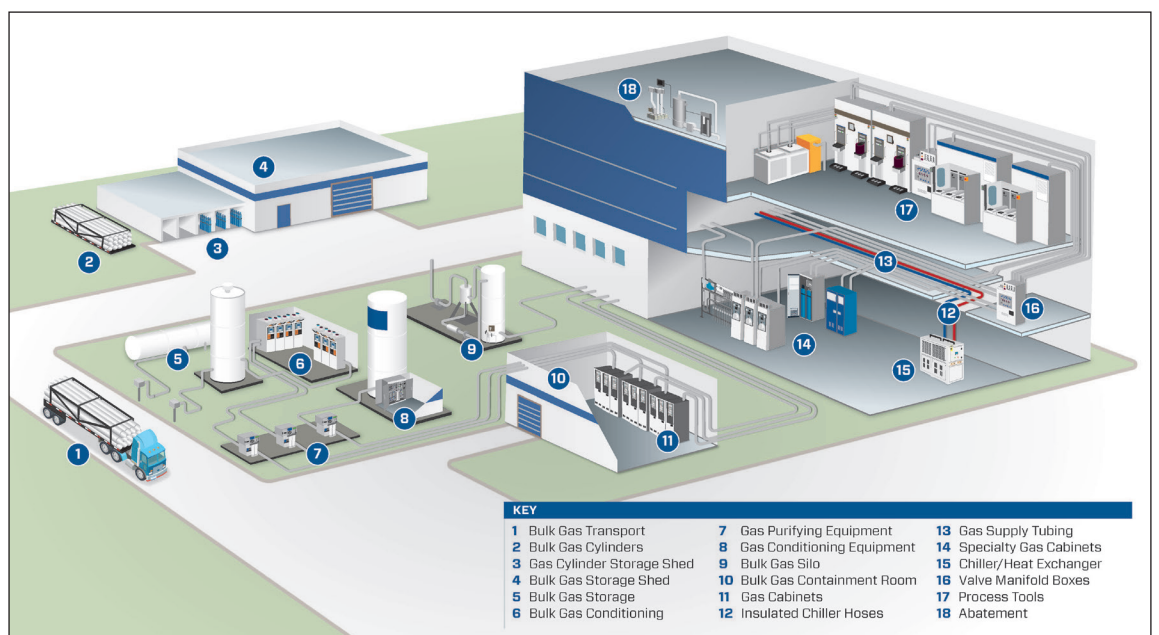 18
4
17
3
2
13
16
12
5
6
9
14
15
10
8
11
1
7
KEY
1 Bulk Gas Transport
2 Bulk Gas Cylinders
3 Gas Cylinder Storage Shed
4 Bulk Gas Storage Shed
5 Bulk Gas Storage
6 Bulk Gas Conditioning
7 Gas Purifying Equipment
8 Gas Conditioning Equipment
9 Bulk Gas Silo
10 Bulk Gas Containment Room
11 Gas Cabinets
12 Insulated Chiller Hoses
13 Gas Supply Tubing
14 Specialty Gas Cabinets
15 Chiller/Heat Exchanger
16 Valve Manifold Boxes
17 Process Tools
18 Abatement